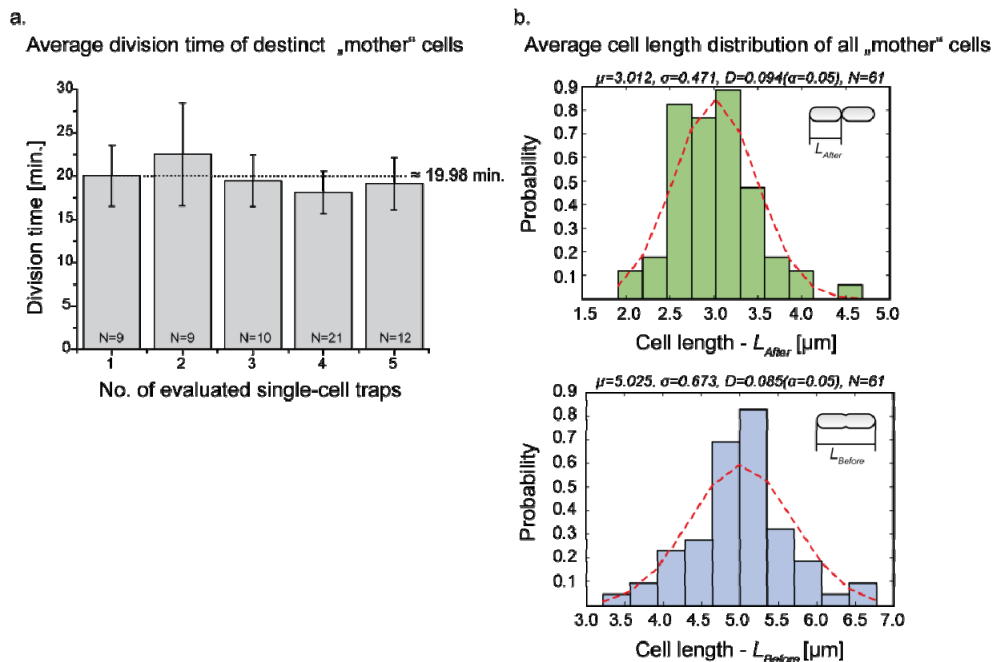 a.
Average division time of destinct „mother“ cells
Division time [min.]
30
25
20
15
10
5
0
≈ 19.98 min.
N=9
N=9
N=10
N=21
N=12
1
2
3
4
5
No. of evaluated single-cell traps
b.
Average cell length distribution of all „mother“ cells
μ=3.012, σ=0.471, D=0.094(α=0.05), N=61
Probability
0.9
0.8
0.7
0.6
0.5
0.4
0.3
0.2
0.1
L After
1.5
2.0
2.5
3.0
3.5
4.0
4.5
5.0
Cell length - L After [µm]
μ=5.025. σ=0.673, D=0.085(α=0.05), N=61
Probability
0.9
0.8
0.7
0.6
0.5
0.4
0.3
0.2
0.1
L Before
3.0
3.5
4.0
4.5
5.0
5.5
6.0
6.5
7.0
Cell length - L Before [µm]